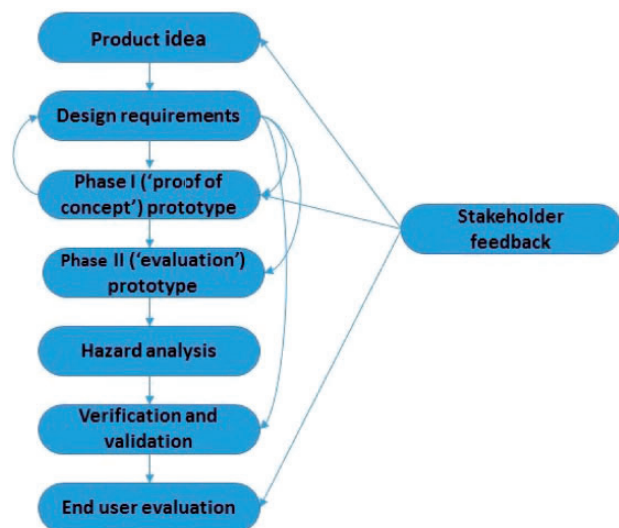 Product idea
Design requirements
Phase I (‘proof of
concept’) prototype
Stakeholder
feedback
Phase II (‘evaluation’)
prototype
Hazard analysis
Verification and
validation
End user evaluation